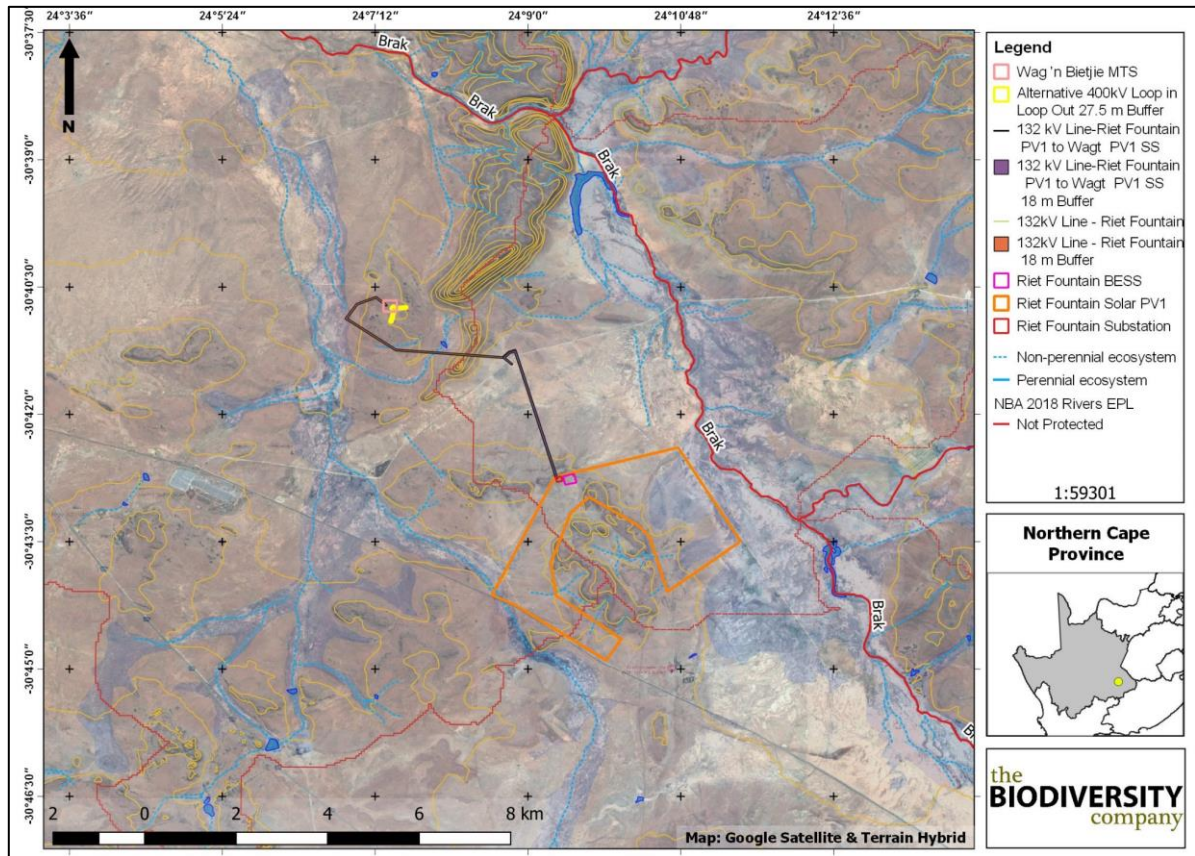 24°3'36" 24°5'24" 24°7'12" 24°9'0" 24°10'48" 24°12'36"
-30°37'30"
-30°39'0"
-30°40'30"
-30°42'0"
-30°43'30"
-30°45'0"
-30°46'30"
N
Brak
Brak
Brak
Brak
Brak
2 0 2 4 6 8 km
Map: Google Satellite & Terrain Hybrid
Legend
Wag 'n Bietjie MTS
Alternative 400kV Loop in
Loop Out 27.5 m Buffer
132 kV Line-Riet Fountain
PV1 to Wagt PV1 SS
132 kV Line-Riet Fountain
PV1 to Wagt PV1 SS
18 m Buffer
132kV Line - Riet Fountain
132kV Line - Riet Fountain
18 m Buffer
Riet Fountain BESS
Riet Fountain Solar PV1
Riet Fountain Substation
Non-perennial ecosystem
Perennial ecosystem
NBA 2018 Rivers EPL
Not Protected
1:59301
Northern Cape
Province
the
BIODIVERSITY
company